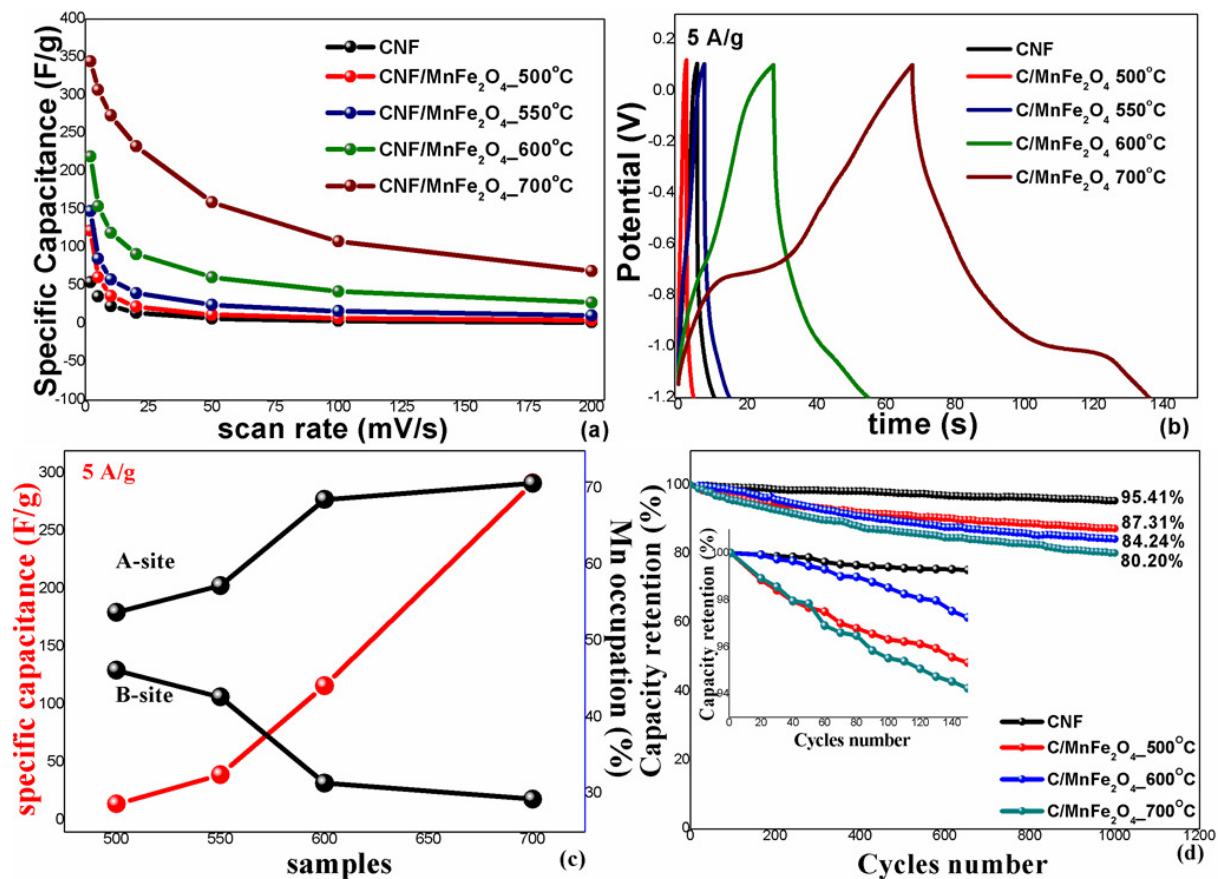 400
350
300
250
200
150
100
50
0
-50
-100
Specific Capacitance (F/g)
CNF
CNF/MnFe₂O₄_500°C
CNF/MnFe₂O₄_550°C
CNF/MnFe₂O₄_600°C
CNF/MnFe₂O₄_700°C
0 25 50 75 100 125 150 175 200
scan rate (mV/s)
(a)
0.2
0.0
-0.2
-0.4
-0.6
-0.8
-1.0
-1.2
Potential (V)
5 A/g
CNF
C/MnFe₂O₄ 500°C
C/MnFe₂O₄ 550°C
C/MnFe₂O₄ 600°C
C/MnFe₂O₄ 700°C
0 20 40 60 80 100 120 140
time (s)
(b)
300
250
200
150
100
50
0
specific capacitance (F/g)
5 A/g
A-site
B-site
70
60
50
40
30
Mn occupation (%)
500 550 600 650 700
samples
(c)
100
80
60
40
20
0
Capacity retention (%)
95.41%
87.31%
84.24%
80.20%
100
98
96
94
Capacity retention (%)
0 20 40 60 80 100 120 140
Cycles number
CNF
C/MnFe₂O₄_500°C
C/MnFe₂O₄_600°C
C/MnFe₂O₄_700°C
0 200 400 600 800 1000 1200
Cycles number
(d)